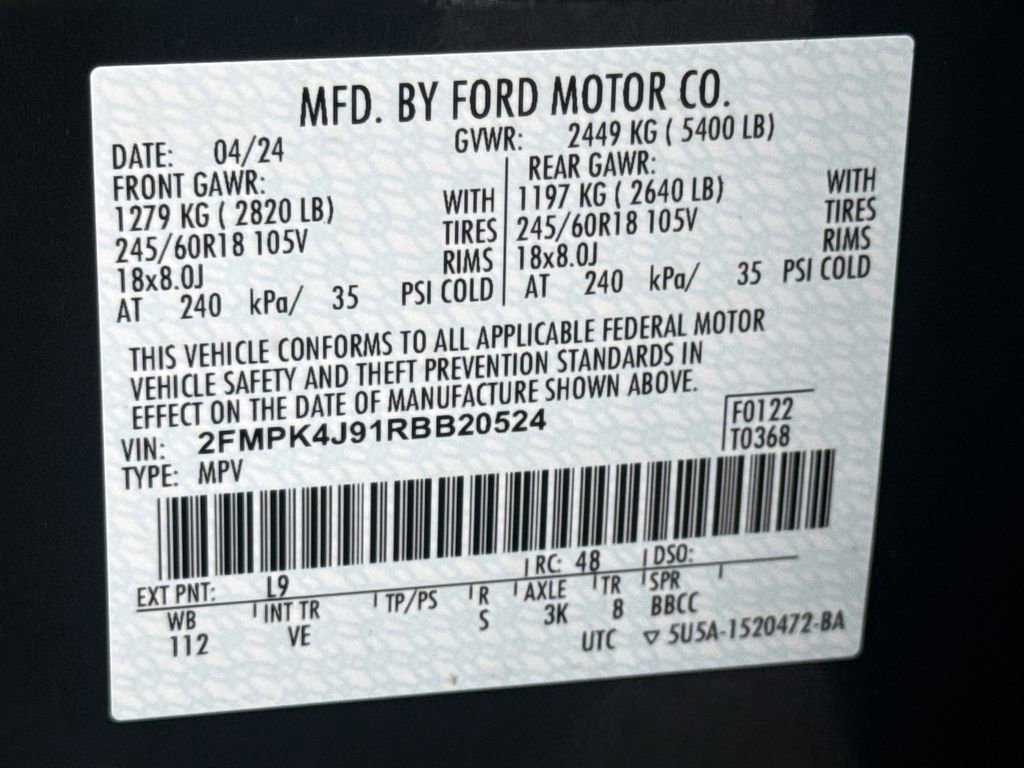 MFD. BY FORD MOTOR CO.
DATE: 04/24 GVWR: 2449 KG ( 5400 LB)
FRONT GAWR: REAR GAWR:
1279 KG ( 2820 LB) WITH 1197 KG ( 2640 LB) WITH
245/60R18 105V TIRES 245/60R18 105V TIRES
18x8.0J RIMS 18x8.0J RIMS
AT 240 kPa/ 35 PSI COLD AT 240 kPa/ 35 PSI COLD
THIS VEHICLE CONFORMS TO ALL APPLICABLE FEDERAL MOTOR
VEHICLE SAFETY AND THEFT PREVENTION STANDARDS IN
EFFECT ON THE DATE OF MANUFACTURE SHOWN ABOVE.
VIN: 2FMPK4J91RBB20524 F0122
TYPE: MPV T0368
EXT PNT: L9 RC: 48 DSO:
WB INT TR TP/PS R AXLE TR SPR
112 VE S 3K 8 BBCC
UTC ▽ 5U5A-1520472-BA